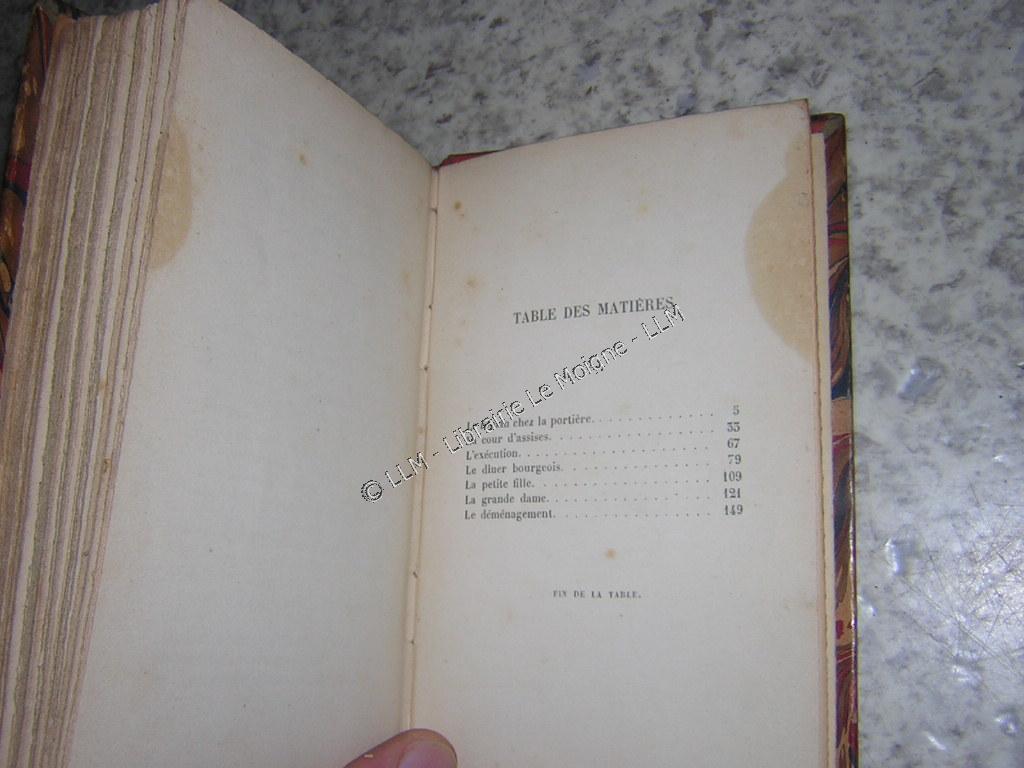 TABLE DES MATIÈRES.
chez la portière. . . . . . . . . . 5
cour d'assises. . . . . . . . . . . 33
L'exécution. . . . . . . . . . . . . 67
Le dîner bourgeois. . . . . . . . . . 79
La petite fille. . . . . . . . . . . . 109
La grande dame. . . . . . . . . . . 121
Le déménagement. . . . . . . . . . . 149
FIN DE LA TABLE.
© LLM - Librairie Le Moigne - LLM